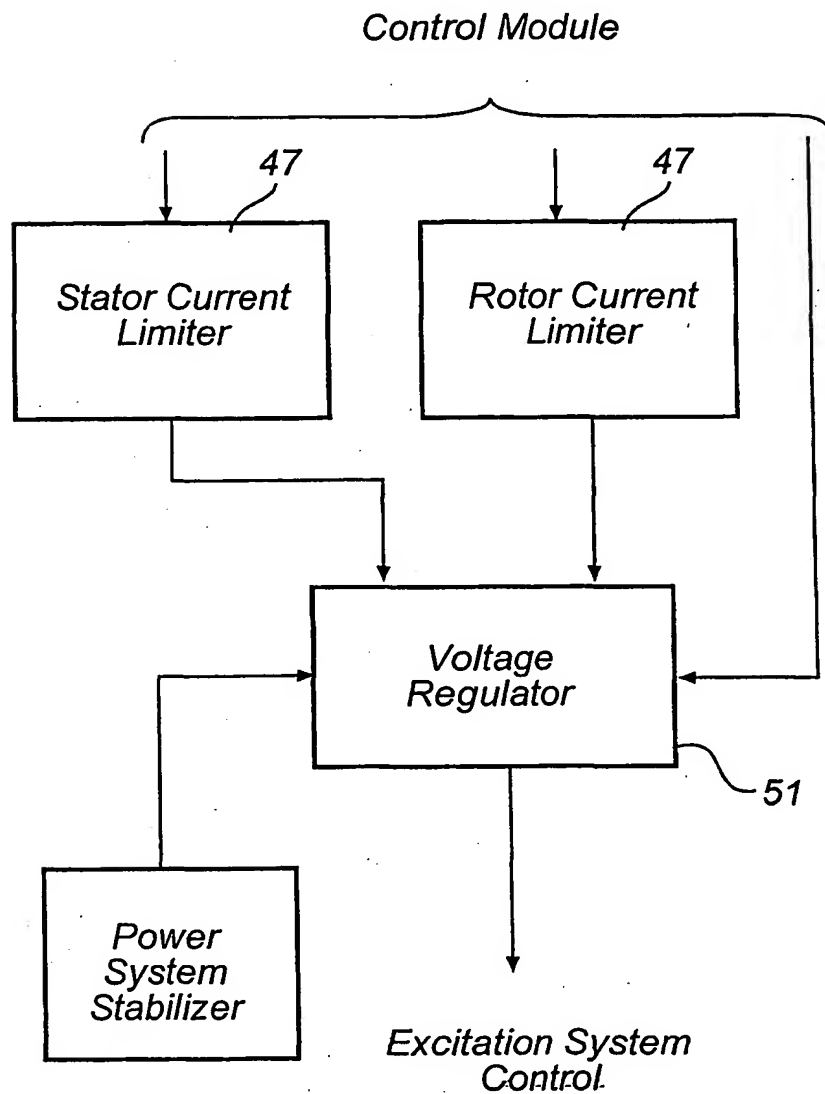 Control Module
47
47
Stator Current
Limiter
Rotor Current
Limiter
Voltage
Regulator
51
Power
System
Stabilizer
Excitation System
Control